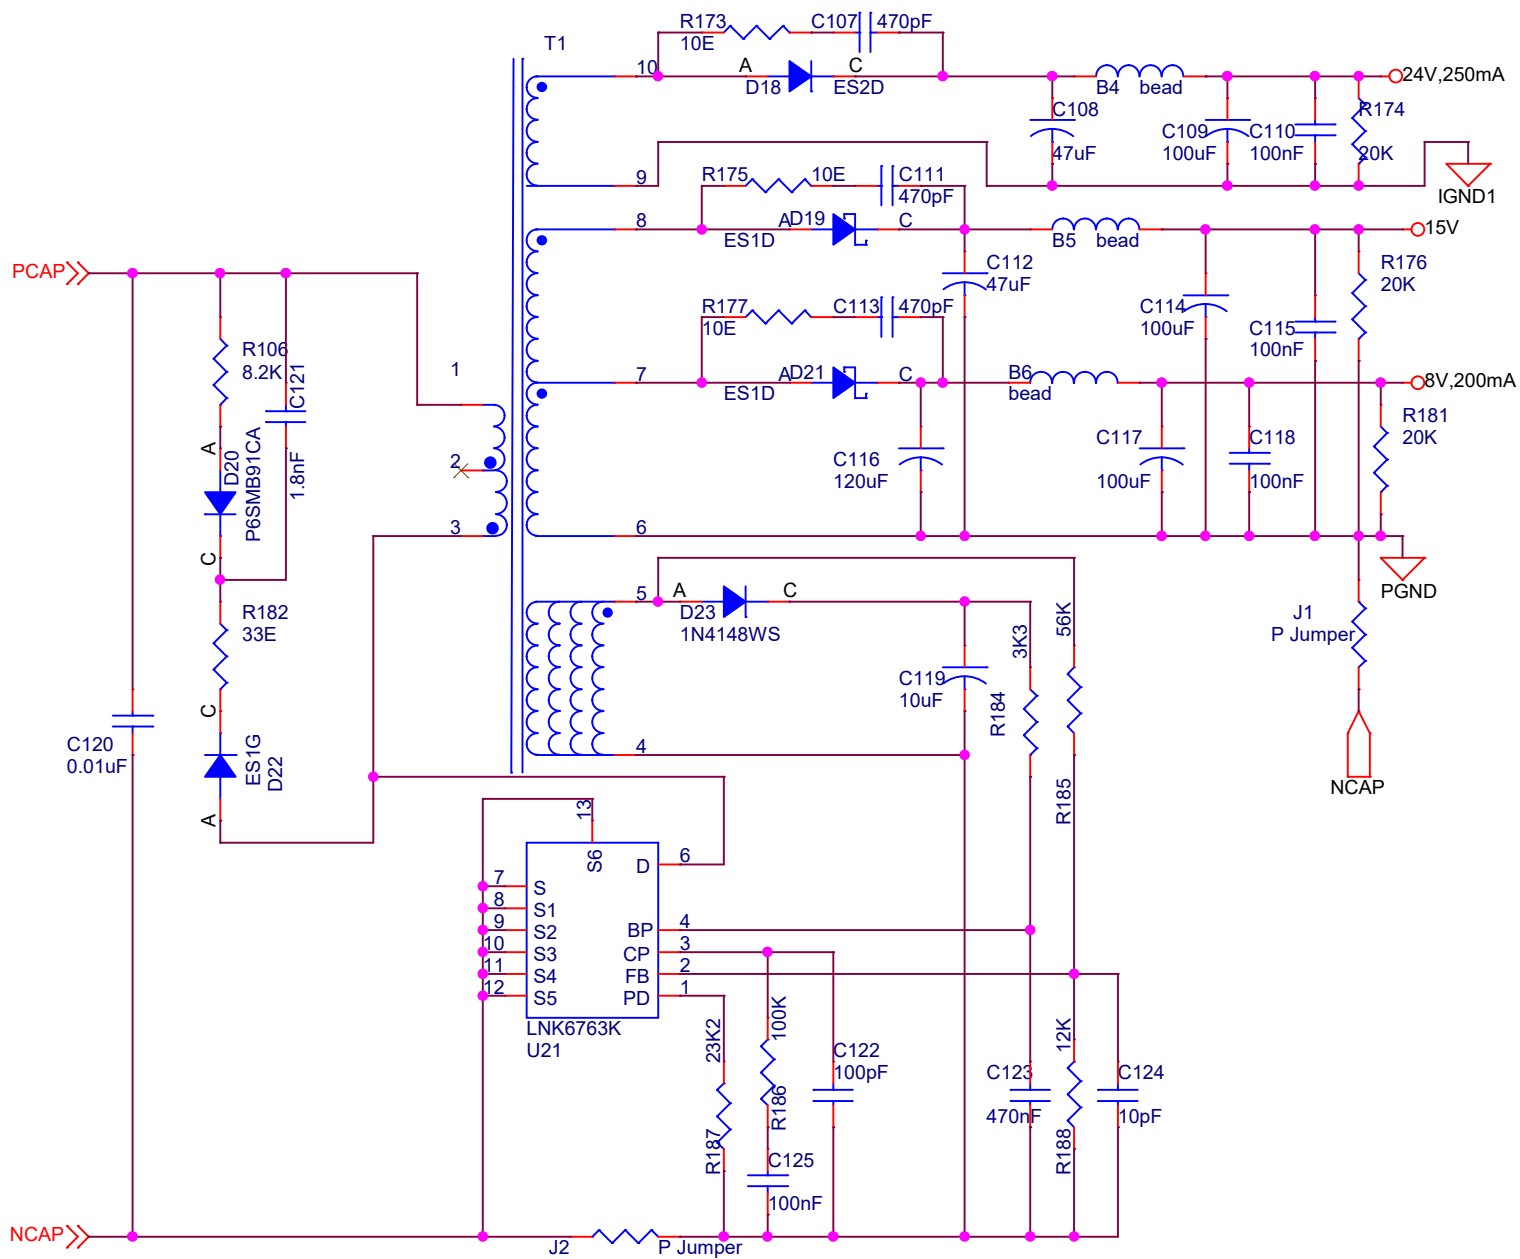 R173
10E
C107
470pF
T1
10
A
D18
C
ES2D
B4
bead
24V,250mA
C108
47uF
C109
100uF
C110
100nF
R174
20K
IGND1
9
R175
10E
C111
470pF
8
A
D19
C
ES1D
B5
bead
15V
C112
47uF
R176
20K
PCAP
R177
10E
C113
470pF
C114
100uF
C115
100nF
R106
8.2K
C121
1.8nF
1
7
A
D21
C
ES1D
B6
bead
8V,200mA
R181
20K
A
D20
P6SMB91CA
C
2
C116
120uF
C117
100uF
C118
100nF
3
6
PGND
R182
33E
5
A
D23
C
1N4148WS
56K
3K3
J1
P Jumper
C119
10uF
R184
C
ES1G
D22
A
C120
0.01uF
4
NCAP
R185
13
S6
D
6
7
S
8
S1
9
S2
10
S3
11
S4
12
S5
BP
4
CP
3
FB
2
PD
1
LNK6763K
U21
23K2
R187
100K
R186
C122
100pF
C125
100nF
C123
470nF
12K
R188
C124
10pF
NCAP
J2
P Jumper